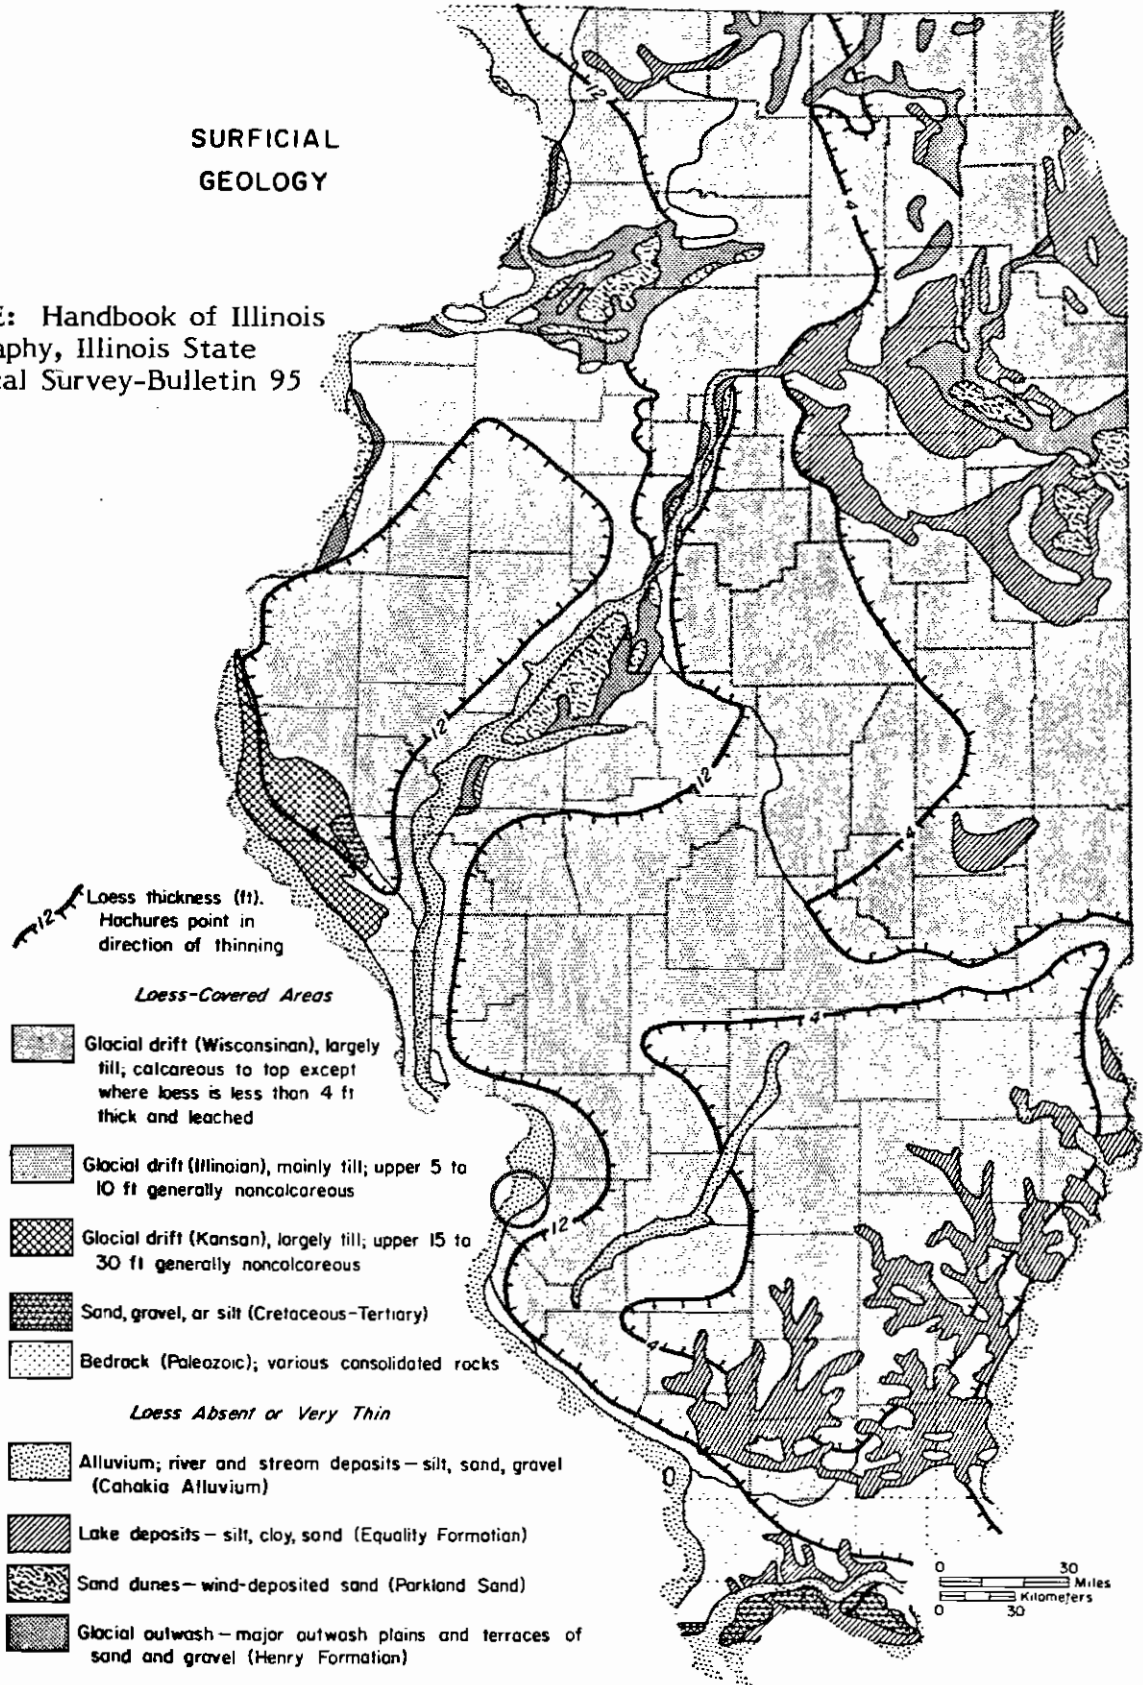 SURFICIAL
GEOLOGY
E: Handbook of Illinois
aphy, Illinois State
cal Survey-Bulletin 95
12
4
12
12
4
4
12
4
12
Loess thickness (ft).
Hachures point in
direction of thinning
Loess-Covered Areas
Glacial drift (Wisconsinan), largely
till; calcareous to top except
where loess is less than 4 ft
thick and leached
Glacial drift (Illinoian), mainly till; upper 5 to
10 ft generally noncalcareous
Glacial drift (Kansan), largely till; upper 15 to
30 ft generally noncalcareous
Sand, gravel, or silt (Cretaceous-Tertiary)
Bedrock (Paleozoic); various consolidated rocks
Loess Absent or Very Thin
Alluvium; river and stream deposits – silt, sand, gravel
(Cahokia Alluvium)
Lake deposits – silt, clay, sand (Equality Formation)
Sand dunes – wind-deposited sand (Parkland Sand)
Glacial outwash – major outwash plains and terraces of
sand and gravel (Henry Formation)
0 30
Miles
Kilometers
0 30